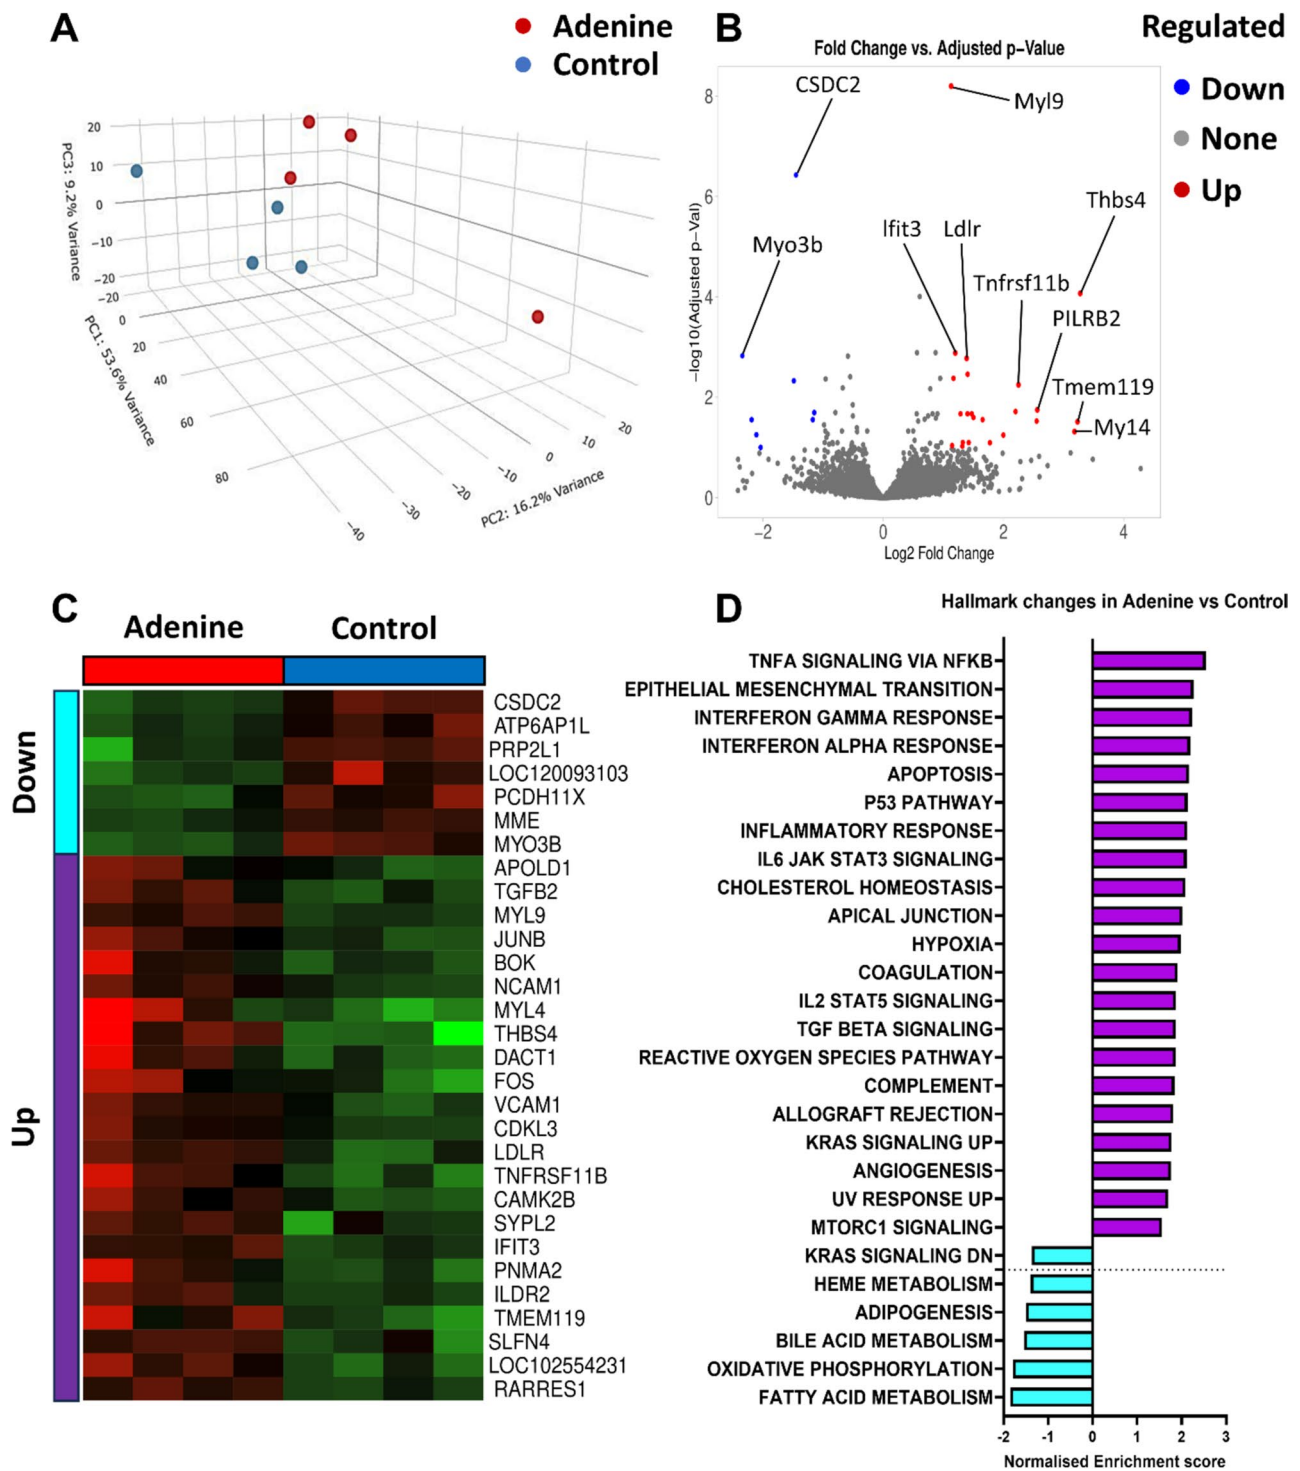 A
Adenine
Control
20
10
0
−10
−20
PC3: 9.2% Variance
−20
0
20
40
60
80
PC1: 53.6% Variance
−40
−30
−20
−10
0
10
20
PC2: 16.2% Variance
B
Regulated
Fold Change vs. Adjusted p−Value
Down
None
Up
CSDC2
Myl9
Thbs4
Ifit3
Ldlr
Myo3b
Tnfrsf11b
PILRB2
Tmem119
My14
−log10(Adjusted p−Val)
8
6
4
2
0
−2
0
2
4
Log2 Fold Change
C
Adenine
Control
Down
Up
CSDC2
ATP6AP1L
PRP2L1
LOC120093103
PCDH11X
MME
MYO3B
APOLD1
TGFB2
MYL9
JUNB
BOK
NCAM1
MYL4
THBS4
DACT1
FOS
VCAM1
CDKL3
LDLR
TNFRSF11B
CAMK2B
SYPL2
IFIT3
PNMA2
ILDR2
TMEM119
SLFN4
LOC102554231
RARRES1
D
Hallmark changes in Adenine vs Control
TNFA SIGNALING VIA NFKB
EPITHELIAL MESENCHYMAL TRANSITION
INTERFERON GAMMA RESPONSE
INTERFERON ALPHA RESPONSE
APOPTOSIS
P53 PATHWAY
INFLAMMATORY RESPONSE
IL6 JAK STAT3 SIGNALING
CHOLESTEROL HOMEOSTASIS
APICAL JUNCTION
HYPOXIA
COAGULATION
IL2 STAT5 SIGNALING
TGF BETA SIGNALING
REACTIVE OXYGEN SPECIES PATHWAY
COMPLEMENT
ALLOGRAFT REJECTION
KRAS SIGNALING UP
ANGIOGENESIS
UV RESPONSE UP
MTORC1 SIGNALING
KRAS SIGNALING DN
HEME METABOLISM
ADIPOGENESIS
BILE ACID METABOLISM
OXIDATIVE PHOSPHORYLATION
FATTY ACID METABOLISM
-2
-1
0
1
2
3
Normalised Enrichment score